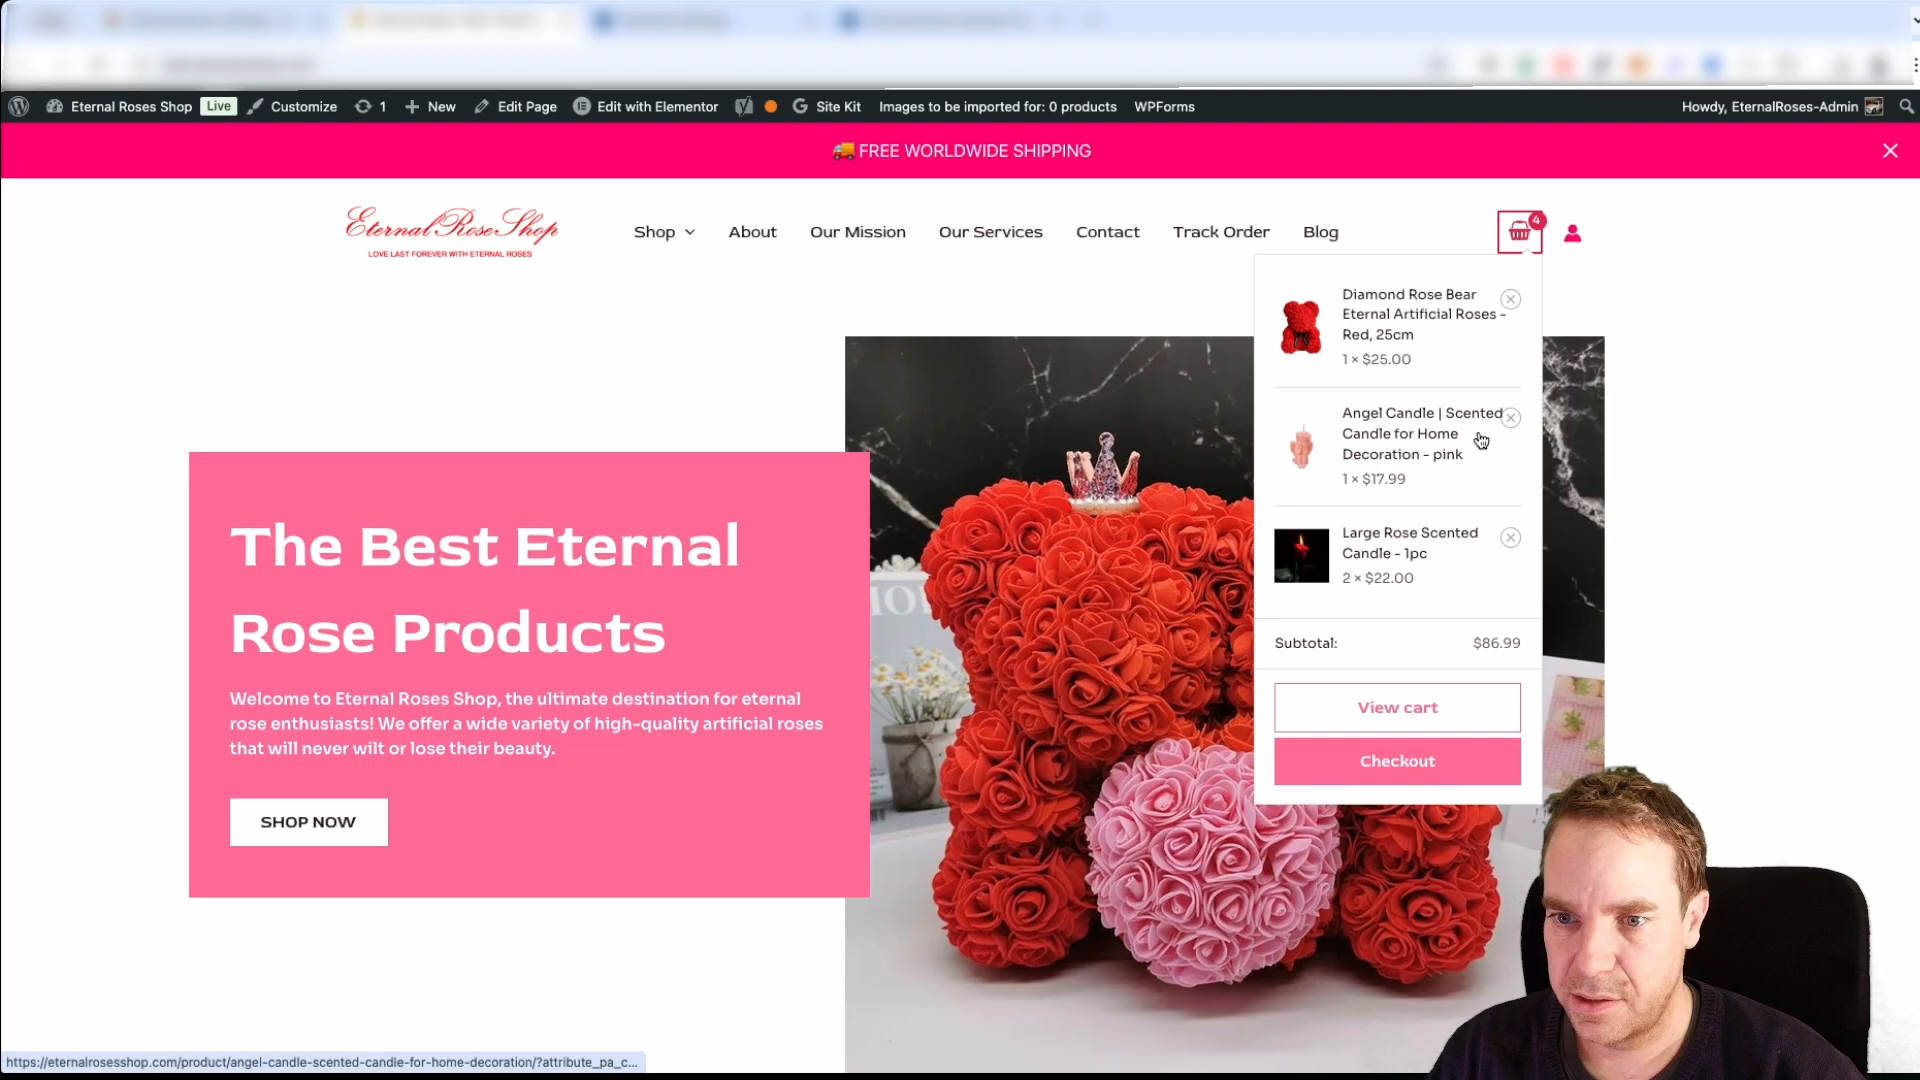 Eternal Roses Shop Live Customize 1 New Edit Page Edit with Elementor Site Kit Images to be imported for: 0 products WPForms Howdy, EternalRoses-Admin
🚚 FREE WORLDWIDE SHIPPING
Eternal Rose Shop
LOVE LAST FOREVER WITH ETERNAL ROSES
Shop About Our Mission Our Services Contact Track Order Blog
4
Diamond Rose Bear
Eternal Artificial Roses -
Red, 25cm
1 × $25.00
Angel Candle | Scented
Candle for Home
Decoration - pink
1 × $17.99
Large Rose Scented
Candle - 1pc
2 × $22.00
Subtotal: $86.99
View cart
Checkout
The Best Eternal
Rose Products
Welcome to Eternal Roses Shop, the ultimate destination for eternal
rose enthusiasts! We offer a wide variety of high-quality artificial roses
that will never wilt or lose their beauty.
SHOP NOW
https://eternalrosesshop.com/product/angel-candle-scented-candle-for-home-decoration/?attribute_pa_c...